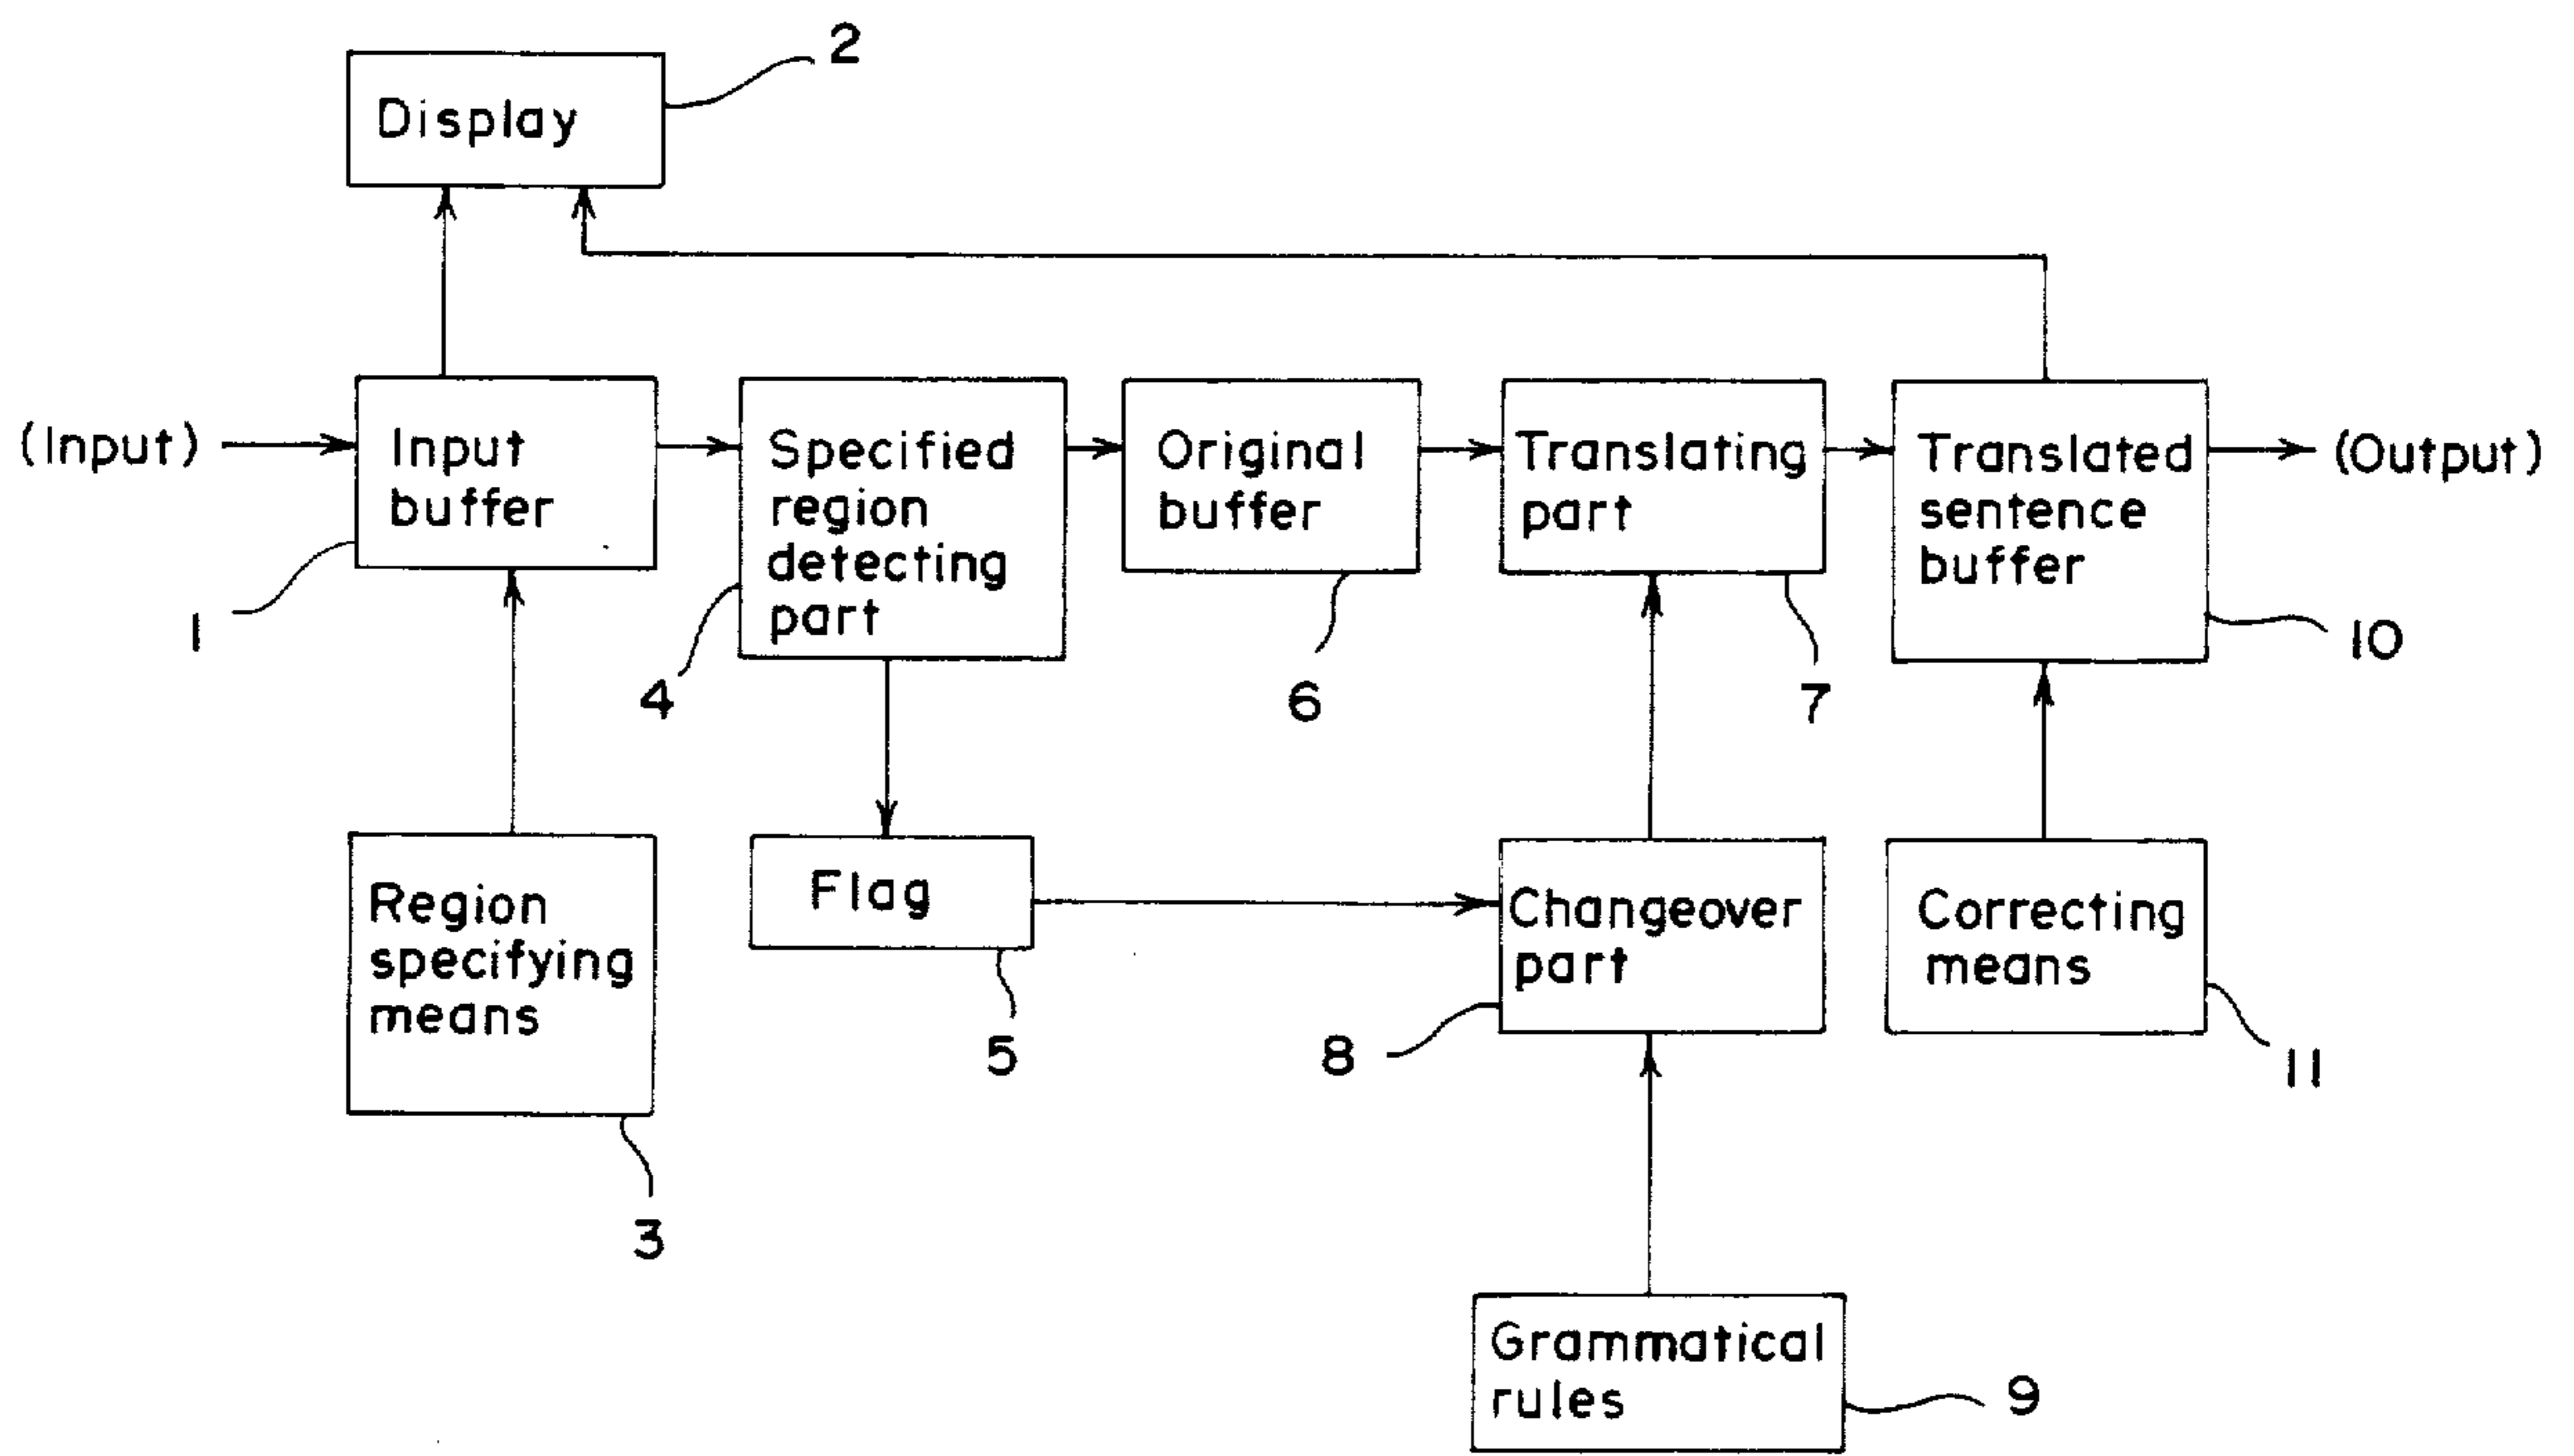 2
Display
(Input)
Input
buffer
1
Specified
region
detecting
part
4
Original
buffer
6
Translating
part
7
Translated
sentence
buffer
10
(Output)
Region
specifying
means
3
Flag
5
Changeover
part
8
Correcting
means
11
Grammatical
rules
9